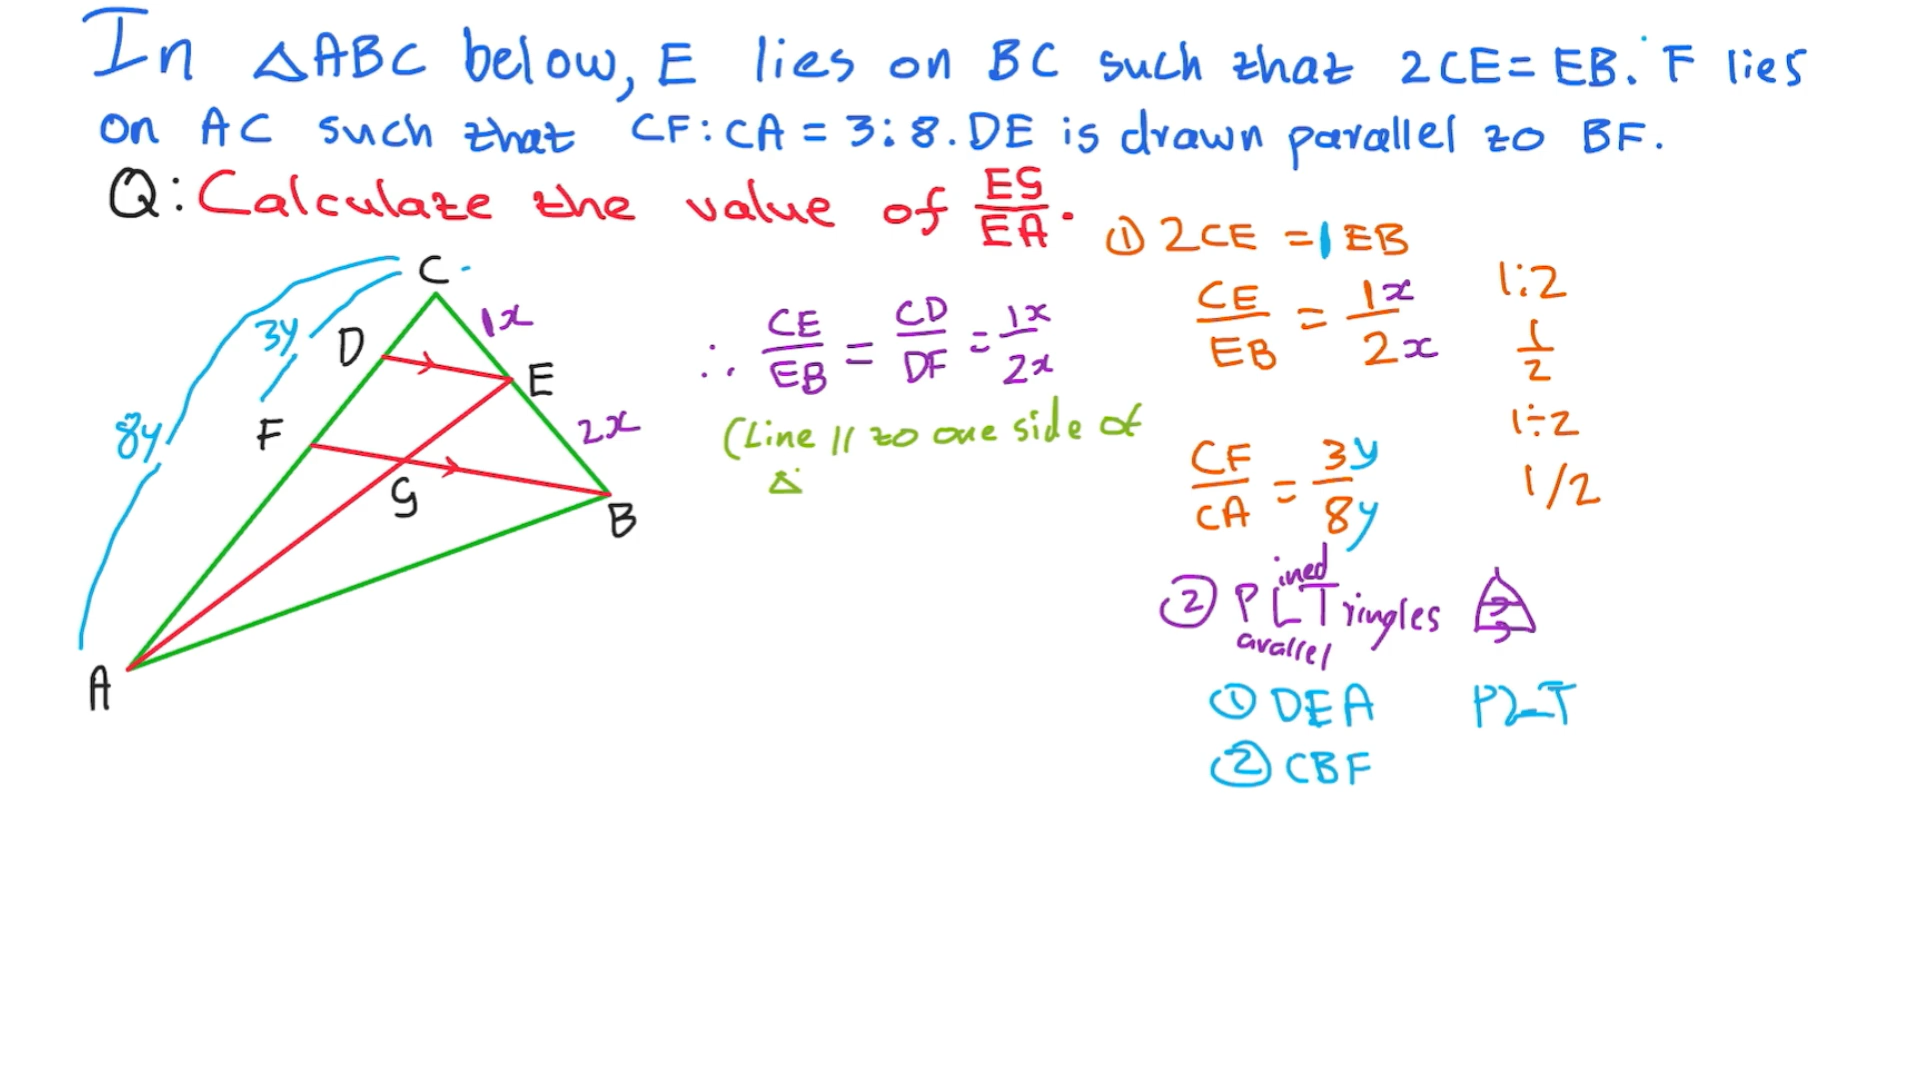 In △ABC below, E lies on BC such that 2CE = EB. F lies
on AC such that CF:CA = 3:8. DE is drawn parallel to BF.
Q: Calculate the value of EG/EA.
C
D
E
F
G
B
A
3y
8y
1x
2x
∴ CE/EB = CD/DF = 1x/2x
(Line || to one side of
△
① 2CE = 1EB
CE/EB = 1x/2x
CF/CA = 3y/8y
1:2
1/2
1÷2
1/2
② Parallel Lined Triangles
① DEA PLT
② CBF